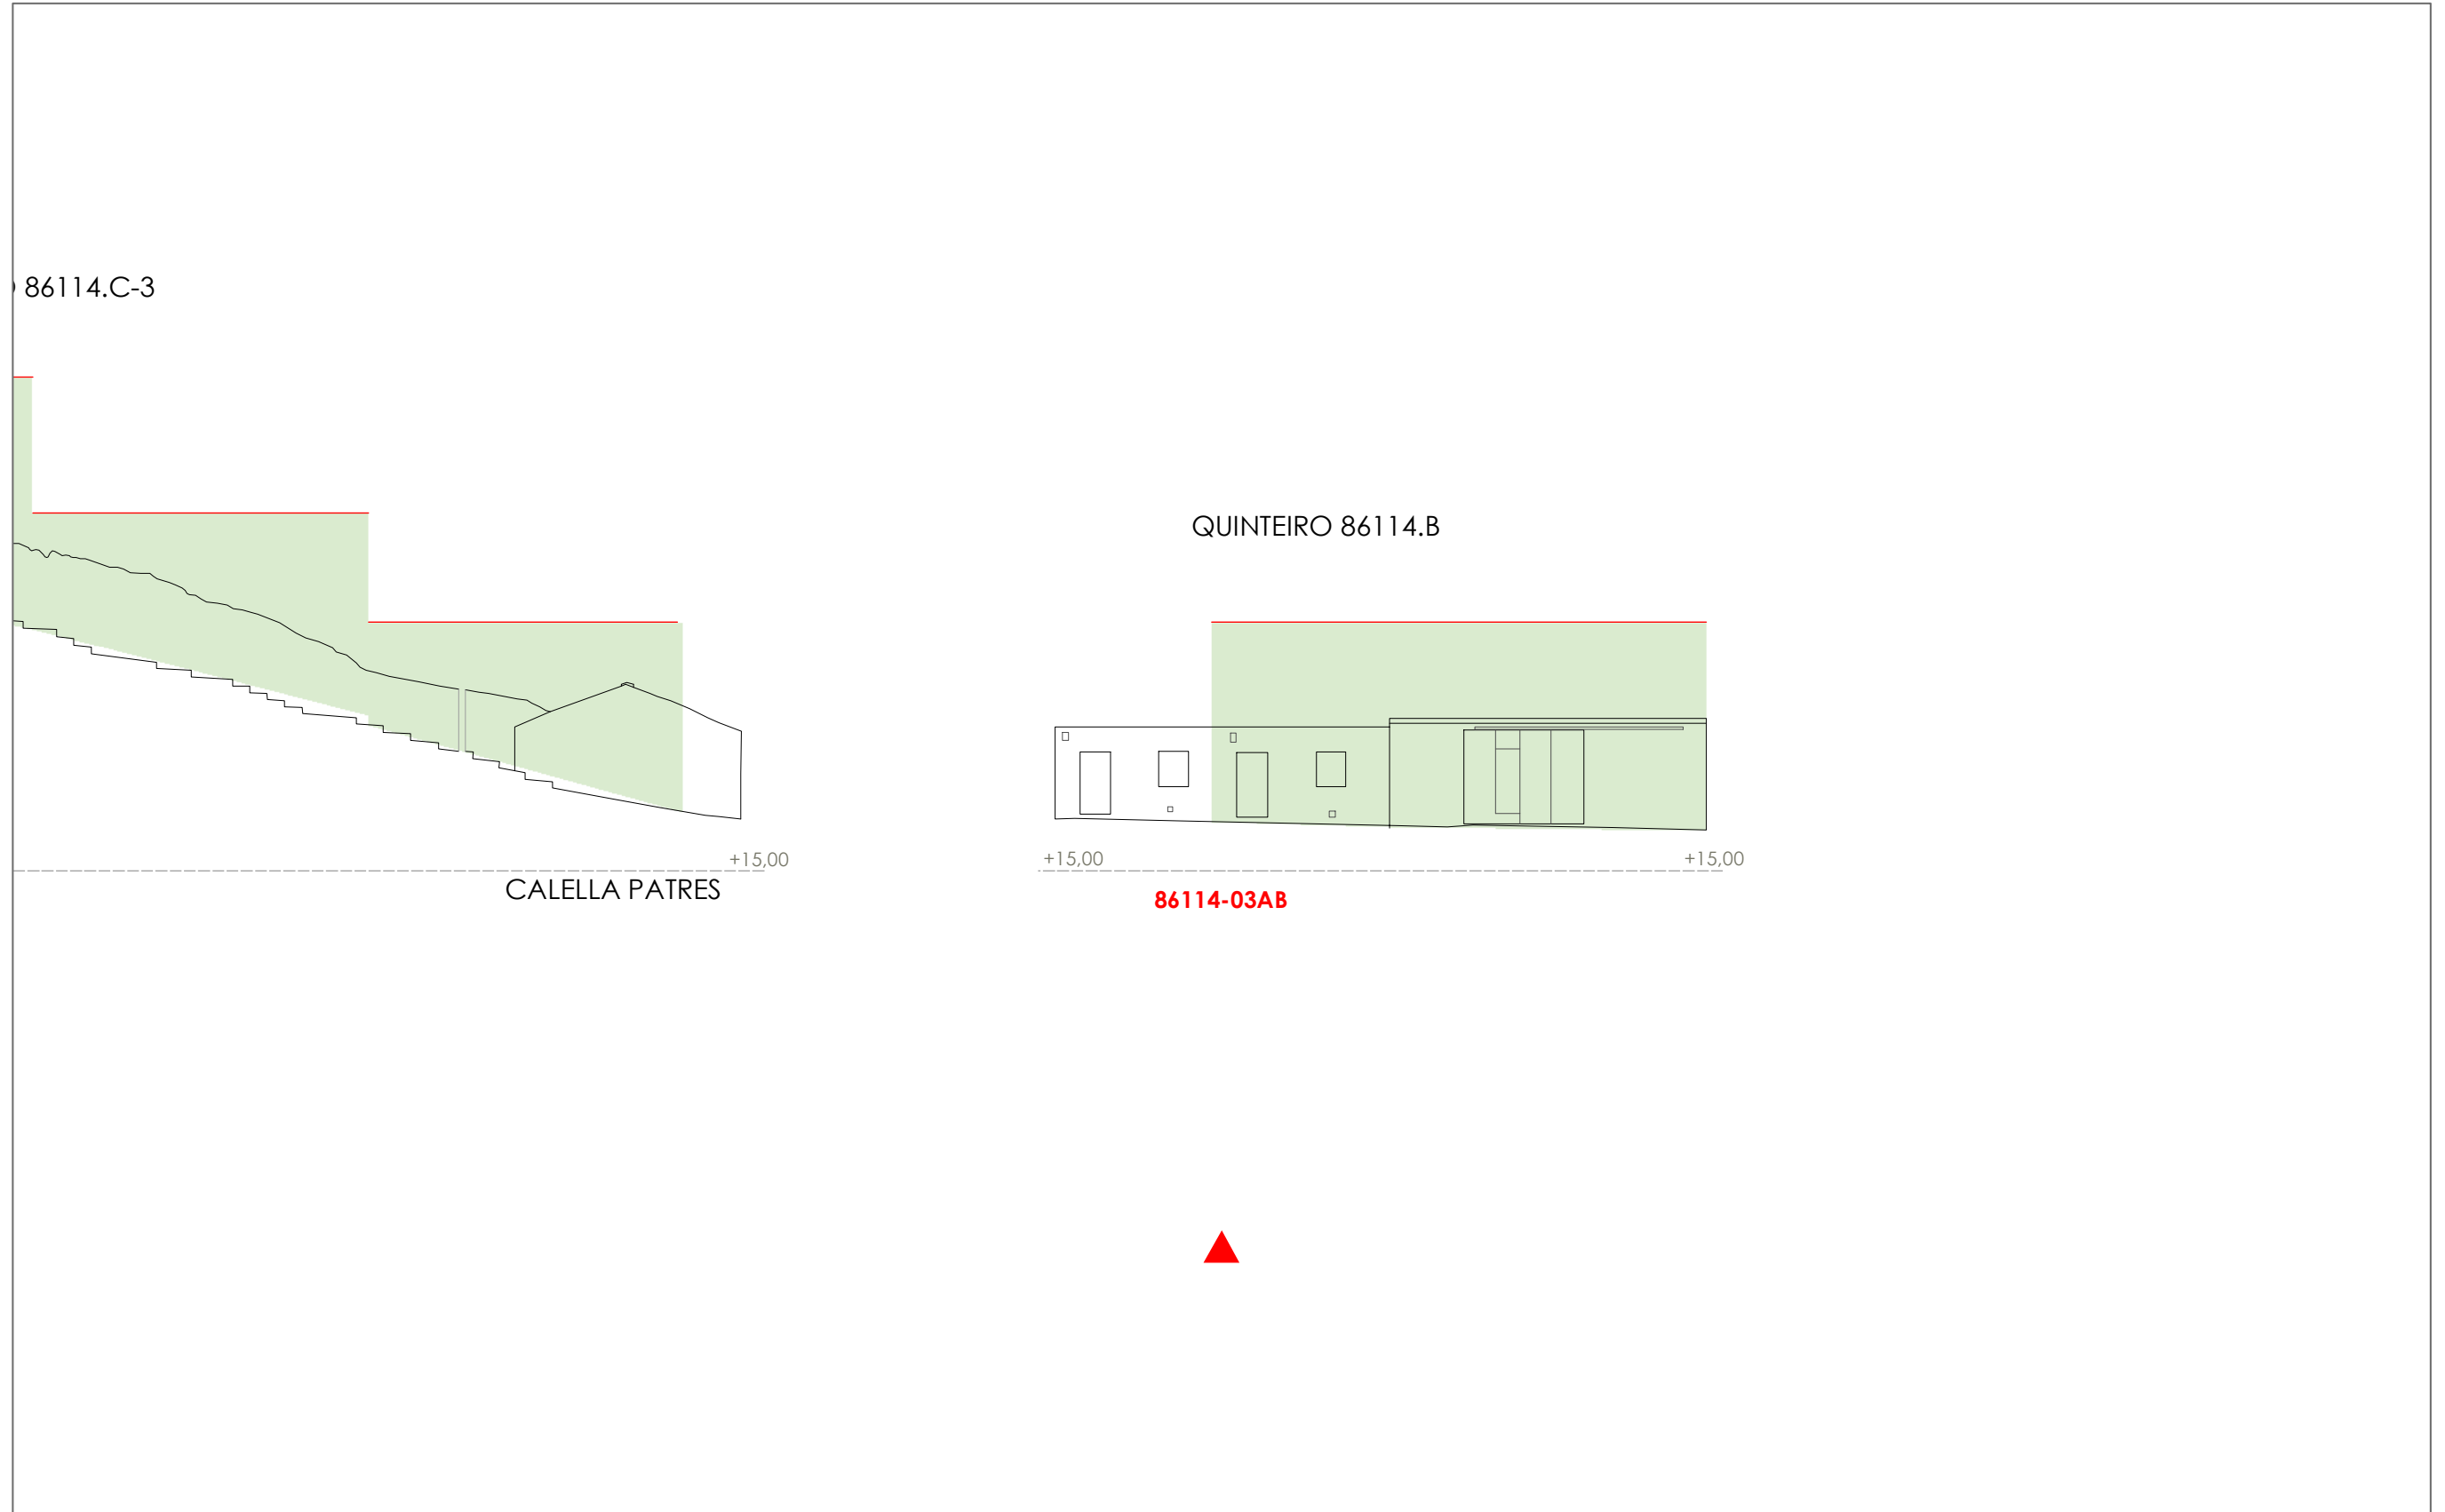 86114.C-3
QUINTEIRO 86114.B
+15,00
CALELLA PATRES
+15,00
+15,00
86114-03AB